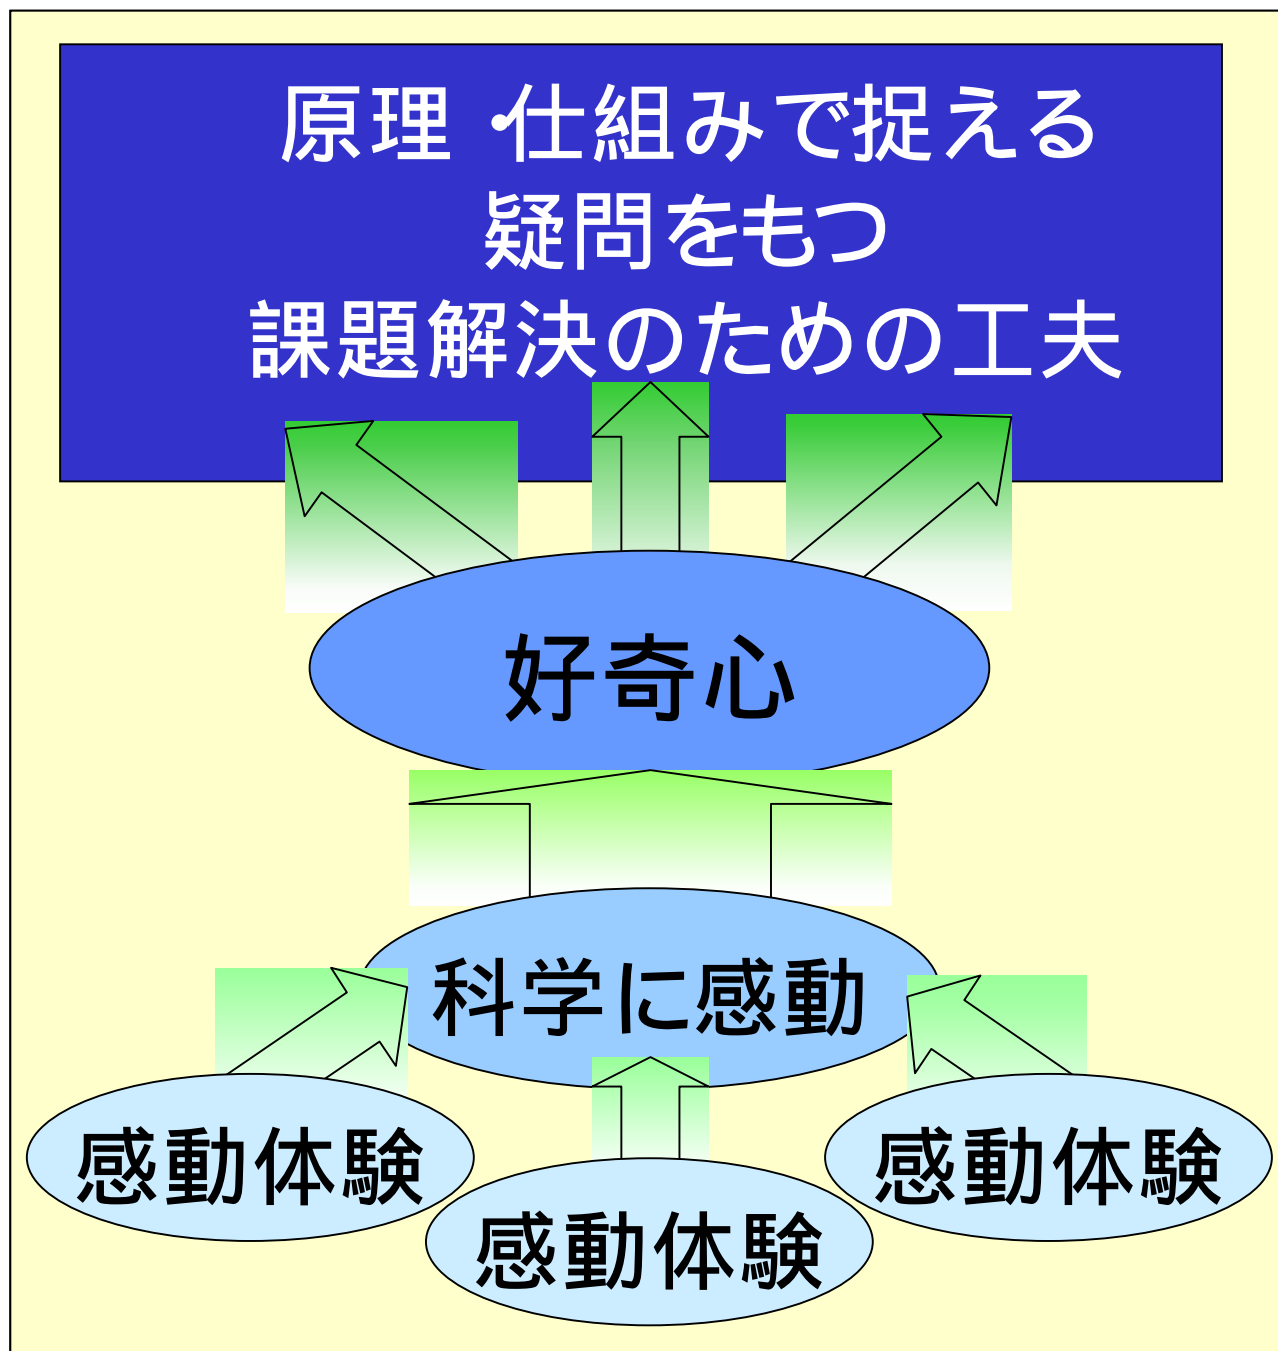 原理・仕組みで捉える
疑問をもつ
課題解決のための工夫
好奇心
科学に感動
感動体験
感動体験
感動体験